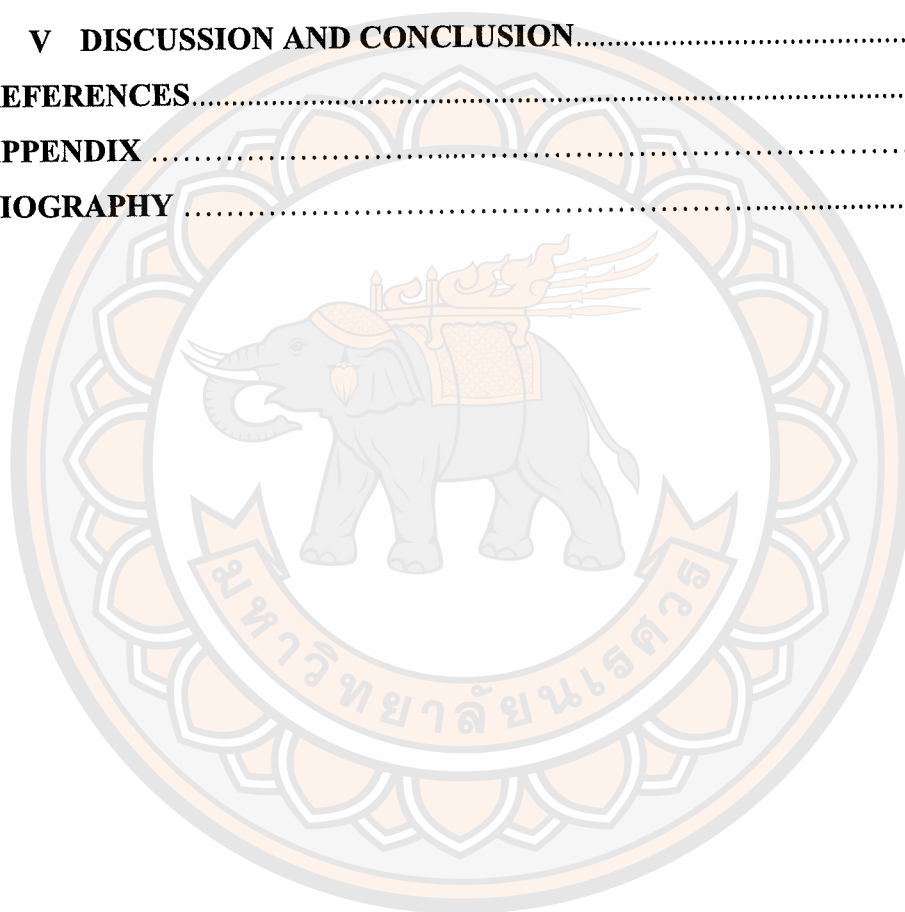 V DISCUSSION AND CONCLUSION
EFERENCES
PPENDIX
IOGRAPHY
มหาวิทยาลัยนเรศวร